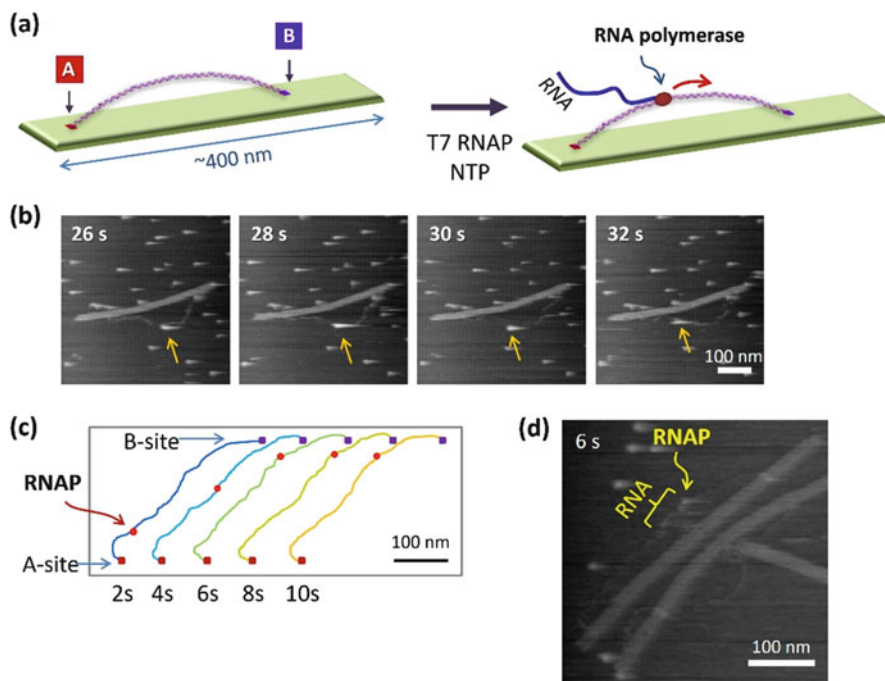 (a)
A
B
~400 nm
T7 RNAP
NTP
RNA polymerase
RNA
(b)
26 s
28 s
30 s
32 s
100 nm
(c)
B-site
RNAP
A-site
2s 4s 6s 8s 10s
100 nm
(d)
6 s
RNAP
RNA
100 nm